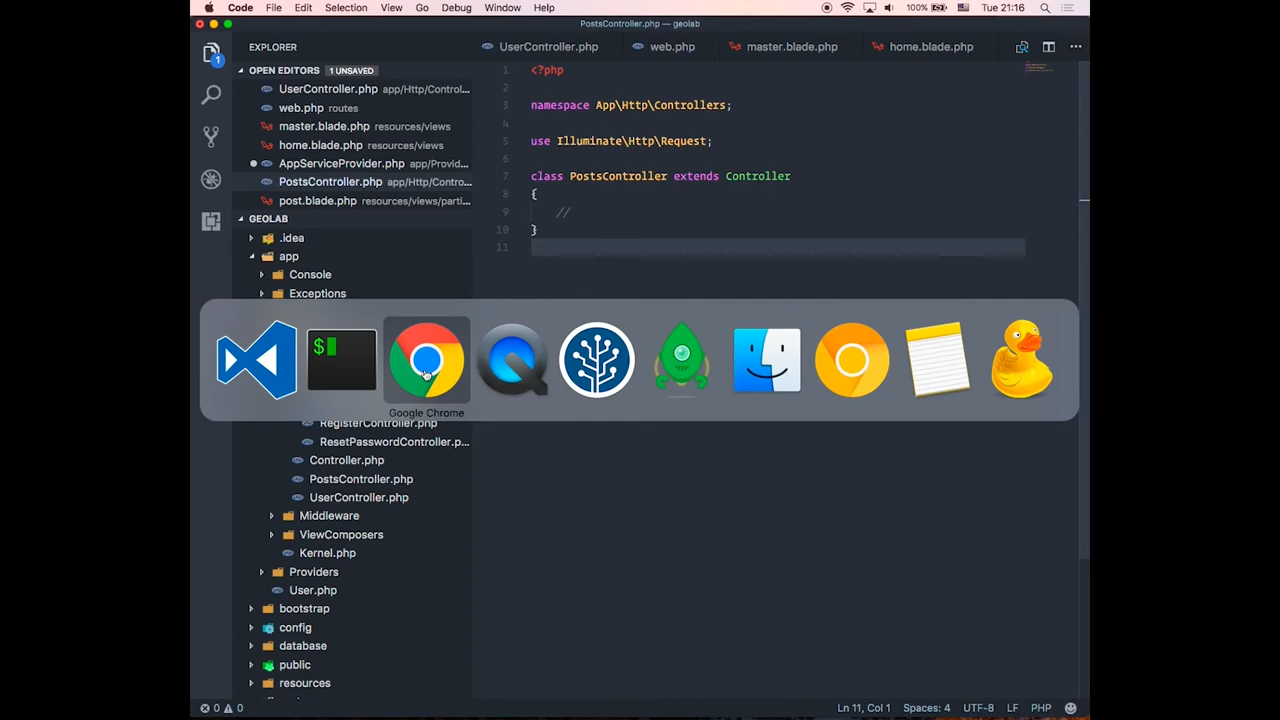 Code File Edit Selection View Go Debug Window Help 100% Tue 21:16
PostsController.php — geolab
EXPLORER
UserController.php web.php master.blade.php home.blade.php
OPEN EDITORS 1 UNSAVED
UserController.php app/Http/Control...
web.php routes
master.blade.php resources/views
home.blade.php resources/views
AppServiceProvider.php app/Provid...
PostsController.php app/Http/Contro...
post.blade.php resources/views/parti...
GEOLAB
.idea
app
Console
Exceptions
1 <?php
2
3 namespace App\Http\Controllers;
4
5 use Illuminate\Http\Request;
6
7 class PostsController extends Controller
8 {
9 //
10 }
11
1
$
Google Chrome
RegisterController.php
ResetPasswordController.p...
Controller.php
PostsController.php
UserController.php
Middleware
ViewComposers
Kernel.php
Providers
User.php
bootstrap
config
database
public
resources
0 0 Ln 11, Col 1 Spaces: 4 UTF-8 LF PHP